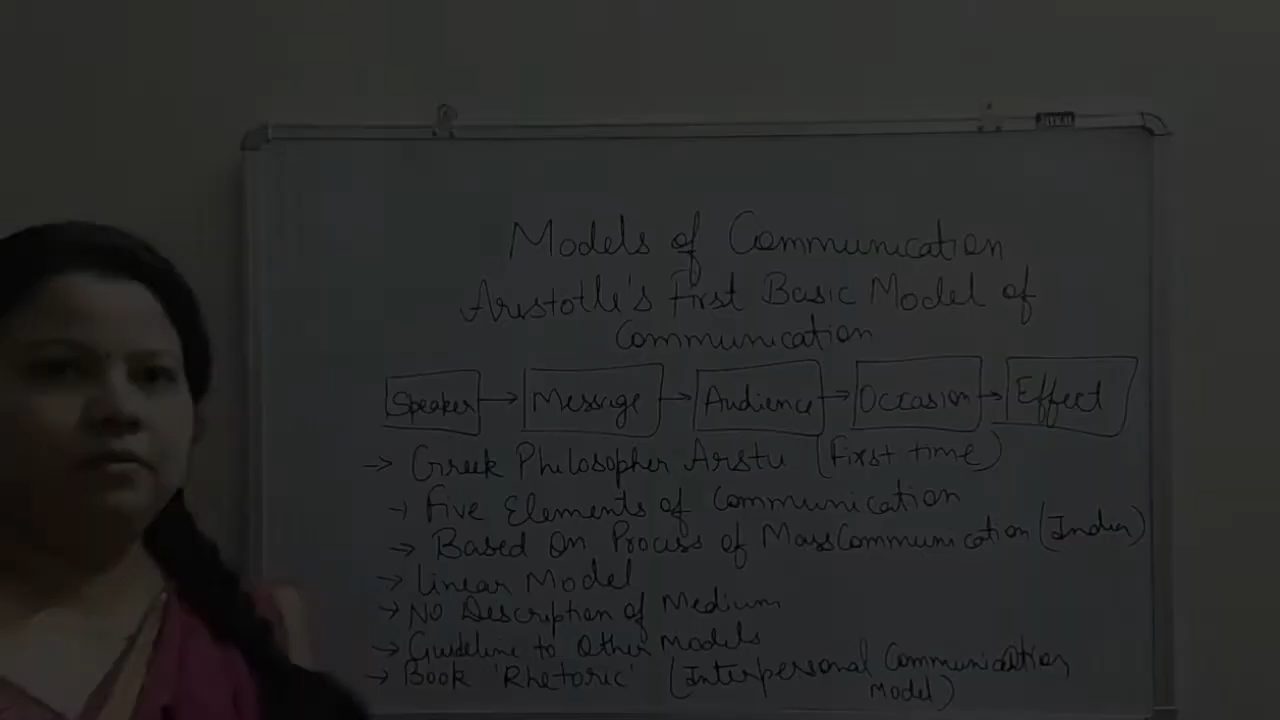 Models of Communication
Aristotle's First Basic Model of
Communication
Speaker → Message → Audience → Occasion → Effect
→ Greek Philosopher Arstu (First time)
→ Five Elements of Communication
→ Based On Process of Mass Communication (India)
→ Linear Model
→ No Description of Medium
→ Guideline to Other Models
→ Book 'Rhetoric' (Interpersonal Communication
Model)